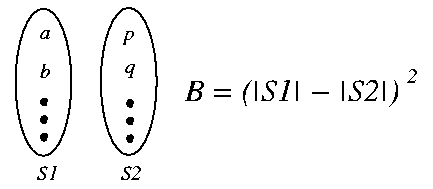 a p
b q
B = (|S1| − |S2|)²
S1 S2